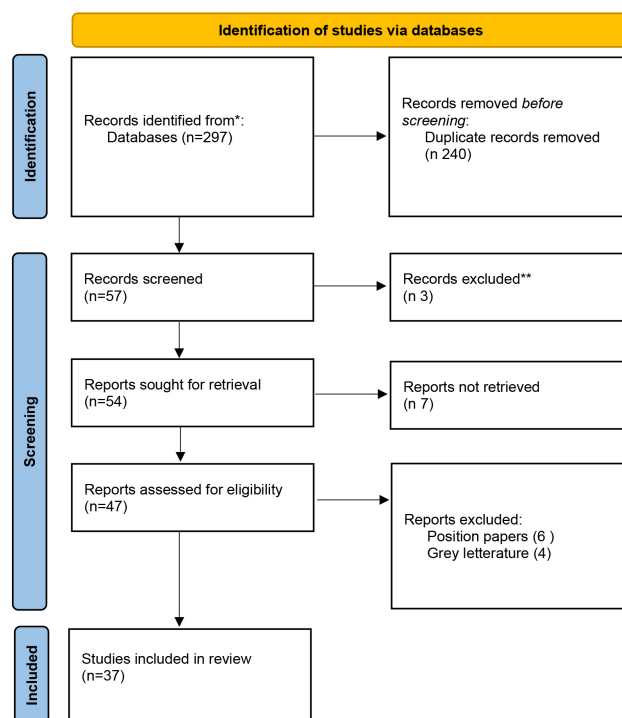 Identification of studies via databases
Identification
Records identified from*:
Databases (n=297)
Records removed before
screening:
Duplicate records removed
(n 240)
Screening
Records screened
(n=57)
Records excluded**
(n 3)
Reports sought for retrieval
(n=54)
Reports not retrieved
(n 7)
Reports assessed for eligibility
(n=47)
Reports excluded:
Position papers (6 )
Grey letterature (4)
Included
Studies included in review
(n=37)